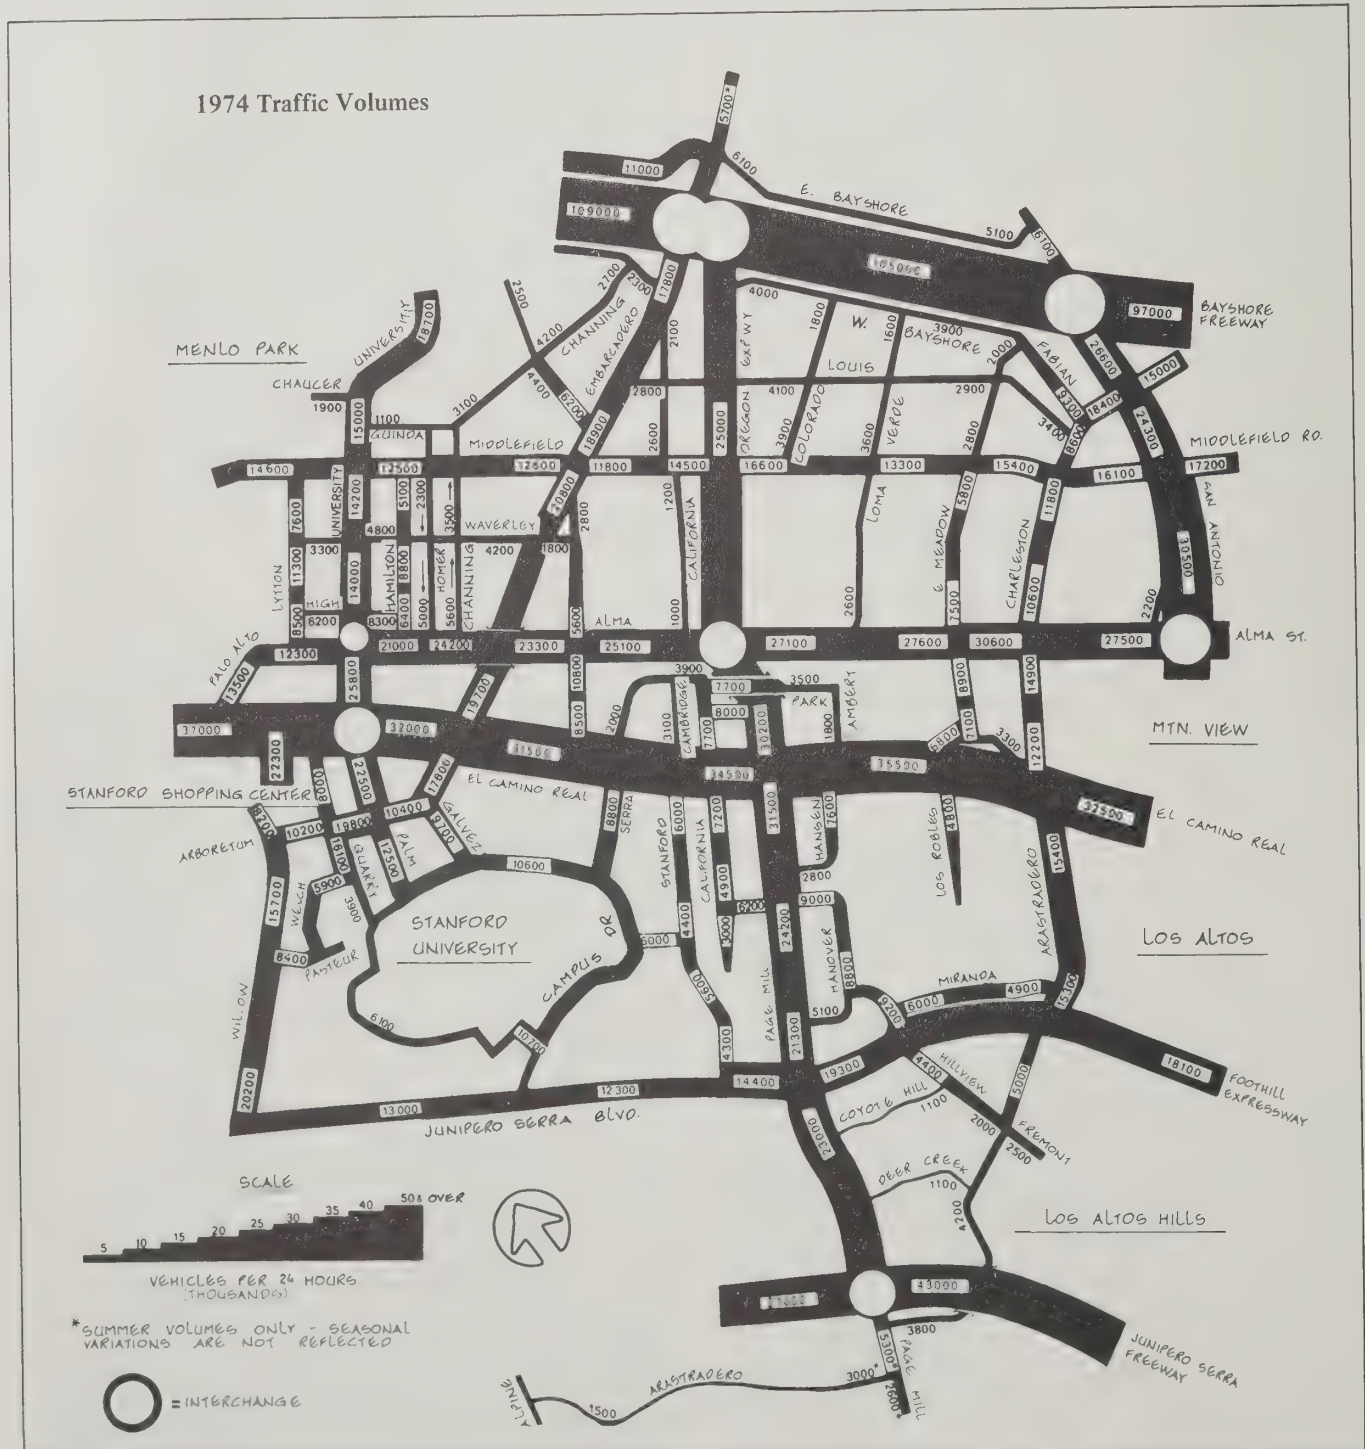 1974 Traffic Volumes
5700*
6100
11000
E. BAYSHORE
109000
5100
6100
105000
97000
BAYSHORE
FREEWAY
2700
2300
17800
2500
4000
4200
CHANNING
EMBARCADERO
2100
EXPWY
1800
W.
1600
BAYSHORE
3900
2000
FABIAN
26600
15000
UNIVERSITY
18700
MENLO PARK
CHAUCER
1900
15000
1100
GUINDA
3100
4400
6200
2800
4100
LOUIS
2900
9300
18400
24300
3400
8600
18900
2600
25000
OREGON
3900
COLORADO
3600
VERDE
2800
MIDDLEFIELD RD.
MIDDLEFIELD
14600
12500
11800
14500
16600
13300
15400
16100
17200
SAN ANTONIO
7600
UNIVERSITY
14200
5100
2300
3500
20800
2800
1200
LOMA
5800
11800
4800
WAVERLEY
3300
4200
1800
CALIFORNIA
E MEADOW
CHARLESTON
30500
LYTTON
11300
14000
HAMILTON
8800
HOMER
CHANNING
HIGH
8500
6200
8300
6400
5000
5600
5600
1000
2600
7500
10600
2200
PALO ALTO
12300
21000
24200
23300
ALMA
25100
27100
27600
30600
27500
ALMA ST.
13500
25800
19700
10800
3900
7700
3500
PARK
AMBERT
8900
14900
8500
2000
3100
CAMBRIDGE
7700
8000
30200
1800
6800
7100
3300
12200
MTN. VIEW
37000
32000
31500
34500
35500
32500
EL CAMINO REAL
EL CAMINO REAL
22300
8000
22500
17800
STANFORD SHOPPING CENTER
8200
ARBORETUM
10200
19800
10400
9700
GALVEZ
16100
QUARRY
12500
PALM
8800
SERRA
6000
STANFORD
7200
CALIFORNIA
31500
HANSEN
7600
2800
LOS ROBLES
4800
15400
ARASTRADERO
10600
15700
WELCH
5900
3900
STANFORD
UNIVERSITY
4900
6200
9000
4400
3000
24200
HANOVER
8800
LOS ALTOS
8400
PASTEUR
CAMPUS DR
5600
PAGE MILL
MIRANDA
6000
4900
15300
9200
5100
WILLOW
6100
10700
4300
21300
20200
13000
12300
14400
19300
JUNIPERO SERRA BLVD.
4400
HILLVIEW
5000
18100
FOOTHILL
EXPRESSWAY
COYOTE HILL
1100
2000
FREMONT
2500
23000
DEER CREEK
1100
4200
LOS ALTOS HILLS
SCALE
5 10 15 20 25 30 35 40 50 & OVER
VEHICLES PER 24 HOURS
(THOUSANDS)
*SUMMER VOLUMES ONLY - SEASONAL
VARIATIONS ARE NOT REFLECTED
= INTERCHANGE
43000
3800
5300*
PAGE MILL
2600*
3000*
ARASTRADERO
1500
ALPINE
JUNIPERO SERRA
FREEWAY